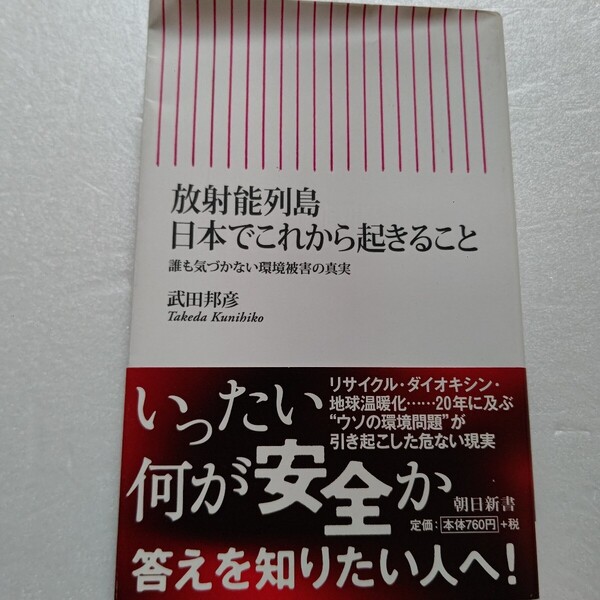 放射能列島
日本でこれから起きること
誰も気づかない環境被害の真実
武田邦彦
Takeda Kunihiko
リサイクル・ダイオキシン・
地球温暖化……20年に及ぶ
“ウソの環境問題”が
引き起こした危ない現実
いったい
何が安全か
朝日新書
定価:本体760円+税
答えを知りたい人へ!